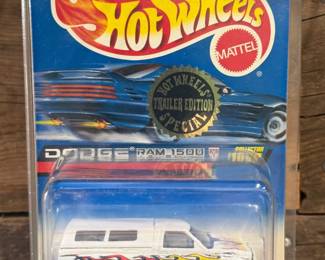 Hot Wheels
MATTEL
HOT WHEELS
TRAILER EDITION
SPECIAL
DODGE RAM 1500
COLLECTOR